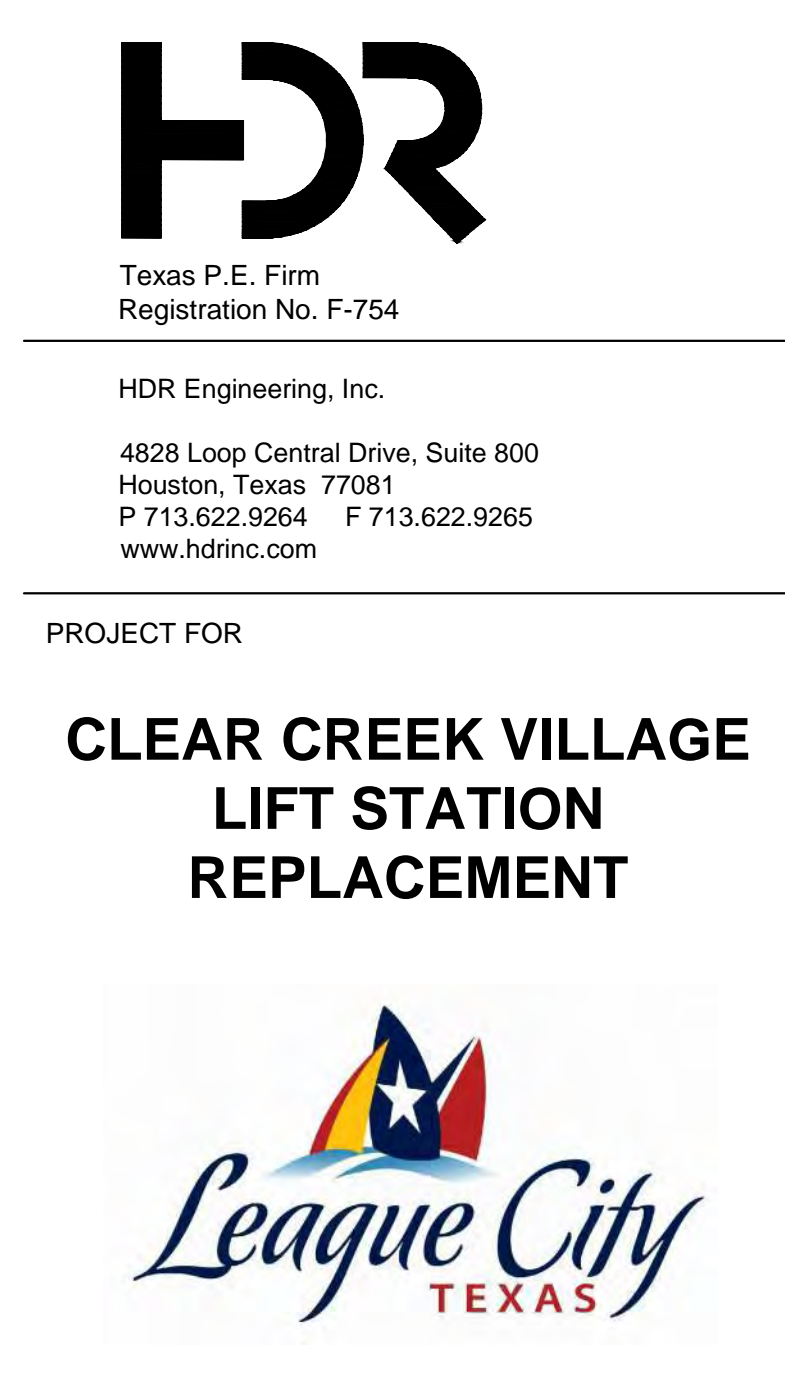 HDR
Texas P.E. Firm
Registration No. F-754
HDR Engineering, Inc.
4828 Loop Central Drive, Suite 800
Houston, Texas 77081
P 713.622.9264 F 713.622.9265
www.hdrinc.com
PROJECT FOR
CLEAR CREEK VILLAGE
LIFT STATION
REPLACEMENT
League City
TEXAS